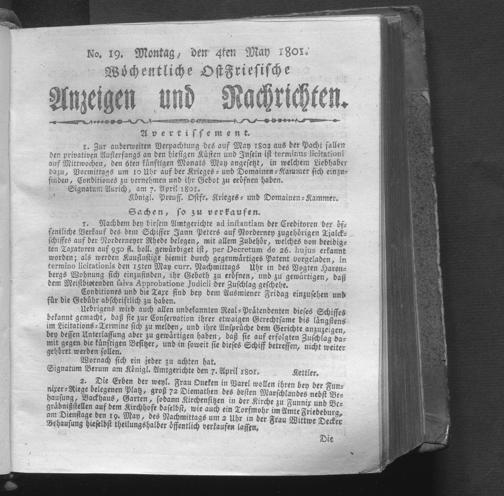 No. 19. Montag, den 4ten May 1801.
Wöchentliche Ostfriesische
Anzeigen und Nachrichten.
Avertissement.
1. Zur anderweiten Verpachtung des auf May 1802 aus der Pacht fallen
den privativen Austerfangs an den hiesigen Küsten und Inseln ist terminus licitationis
auf Mittwochen, den 6ten künftigen Monats May angesetzt, in welchem Liebhaber
dazu, Vormittags um 10 Uhr auf der Krieges- und Domainen-Kammer sich einzu-
finden, Conditiones zu vernehmen und ihr Gebot zu eröfnen haben.
Signatum Aurich, am 7. April 1801.
Königl. Preuss. Ostfr. Krieges- und Domainen-Kammer.
Sachen, so zu verkaufen.
1. Nachdem bey diesem Amtgerichte ad instantiam der Creditoren der öf-
fentliche Verkauf des dem Schiffer Jann Peters auf Norderney zugehörigen Tjalck-
schiffes auf der Norderneyer Rhede belegen, mit allem Zubehör, welches von beeidig-
ten Taxatoren auf 950 fl. holl. gewürdiget ist, per Decretum de 26. hujus erkannt
worden; als werden Kauflustige hiemit durch gegenwärtiges Patent vorgeladen, in
termino licitationis den 15ten May curr. Nachmittags Uhr in des Vogten Haren-
bergs Wohnung sich einzufinden, ihr Geboth zu eröfnen, und zu gewärtigen, daß
dem Meistbietenden salva Approbatione Judicii der Zuschlag geschehe.
Conditiones und die Taxe sind bey dem Ausmiener Fridag einzusehen und
für die Gebühr abschriftlich zu haben.
Uebrigens wird auch allen unbekannten Real-Prätendenten dieses Schiffes
bekannt gemacht, daß sie zur Conservation ihrer etwaigen Gerechtsame bis längstens
im Licitations-Termine sich zu melden, und ihre Ansprüche dem Gerichte anzuzeigen,
bey dessen Unterlassung aber zu gewärtigen haben, daß sie auf erfolgten Zuschlag da-
mit gegen die künftigen Besitzer, und in soweit sie dieses Schiff betreffen, nicht weiter
gehört werden sollen.
Wornach sich ein jeder zu achten hat.
Signatum Berum am Königl. Amtgerichte den 7. April 1801. Kettler.
2. Die Erben der weyl. Frau Oneken in Varel wollen ihren bey der Fun-
nixer-Riege belegenen Platz, groß 72 Diemathen des besten Marschlandes nebst Be-
hausung, Backhaus, Garten, sodann Kirchensitzen in der Kirche zu Funnix und Be-
gräbnißstellen auf dem Kirchhofe daselbst, wie auch ein Torfmohr im Amte Friedeburg,
am Dienstage den 19. May, des Nachmittags um 2 Uhr in der Frau Wittwe Decker
Behausung hieselbst theilungshalber öffentlich verkaufen lassen.
Die